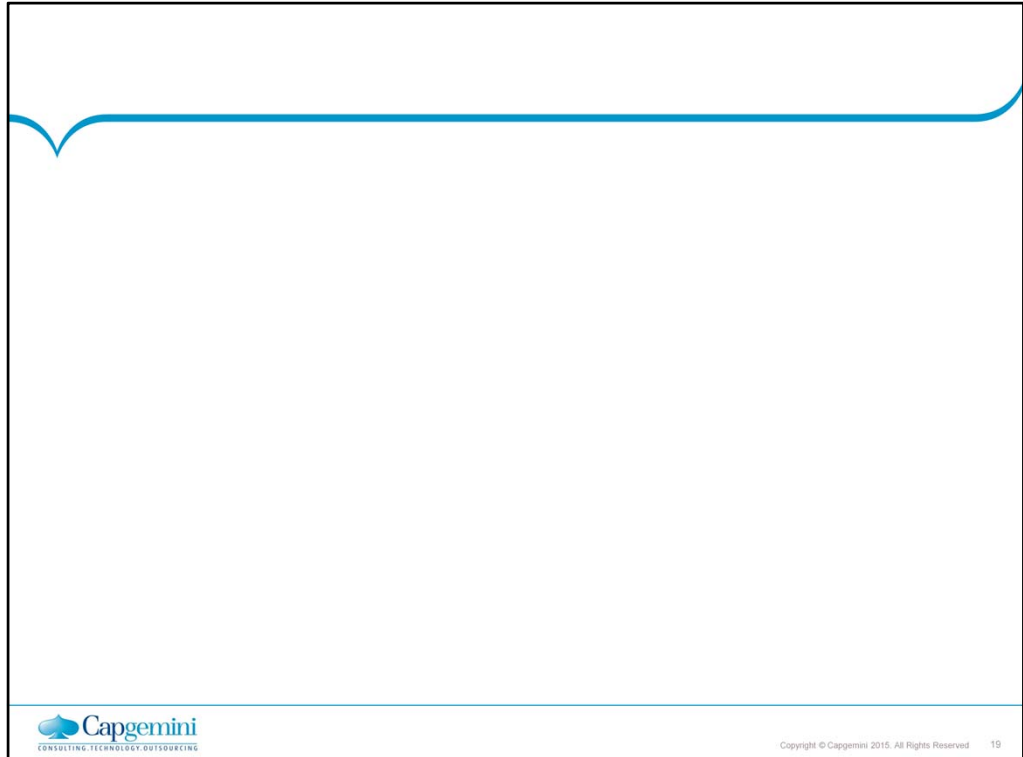 Capgemini
CONSULTING.TECHNOLOGY.OUTSOURCING
Copyright © Capgemini 2015. All Rights Reserved 19